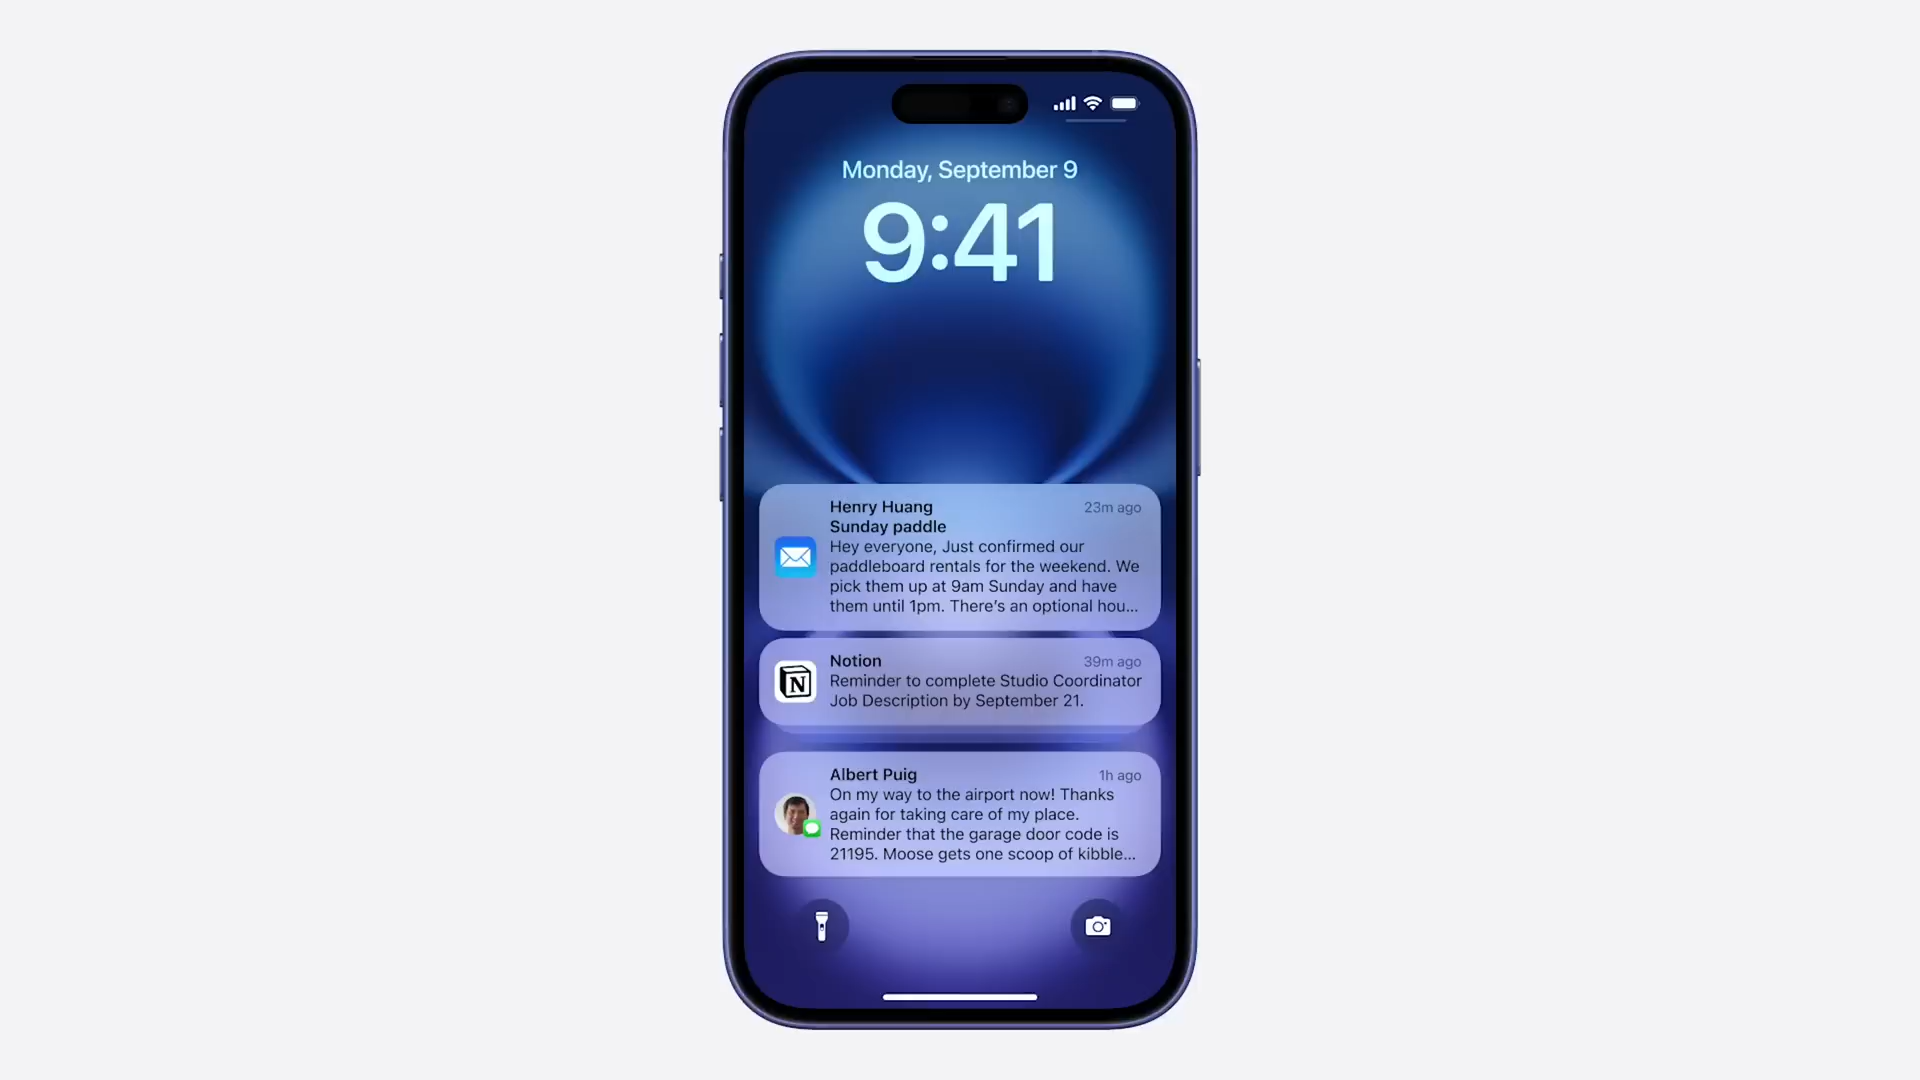 Monday, September 9
9:41
Henry Huang
23m ago
Sunday paddle
Hey everyone, Just confirmed our
paddleboard rentals for the weekend. We
pick them up at 9am Sunday and have
them until 1pm. There’s an optional hou...
Notion
39m ago
N
Reminder to complete Studio Coordinator
Job Description by September 21.
Albert Puig
1h ago
On my way to the airport now! Thanks
again for taking care of my place.
Reminder that the garage door code is
21195. Moose gets one scoop of kibble...